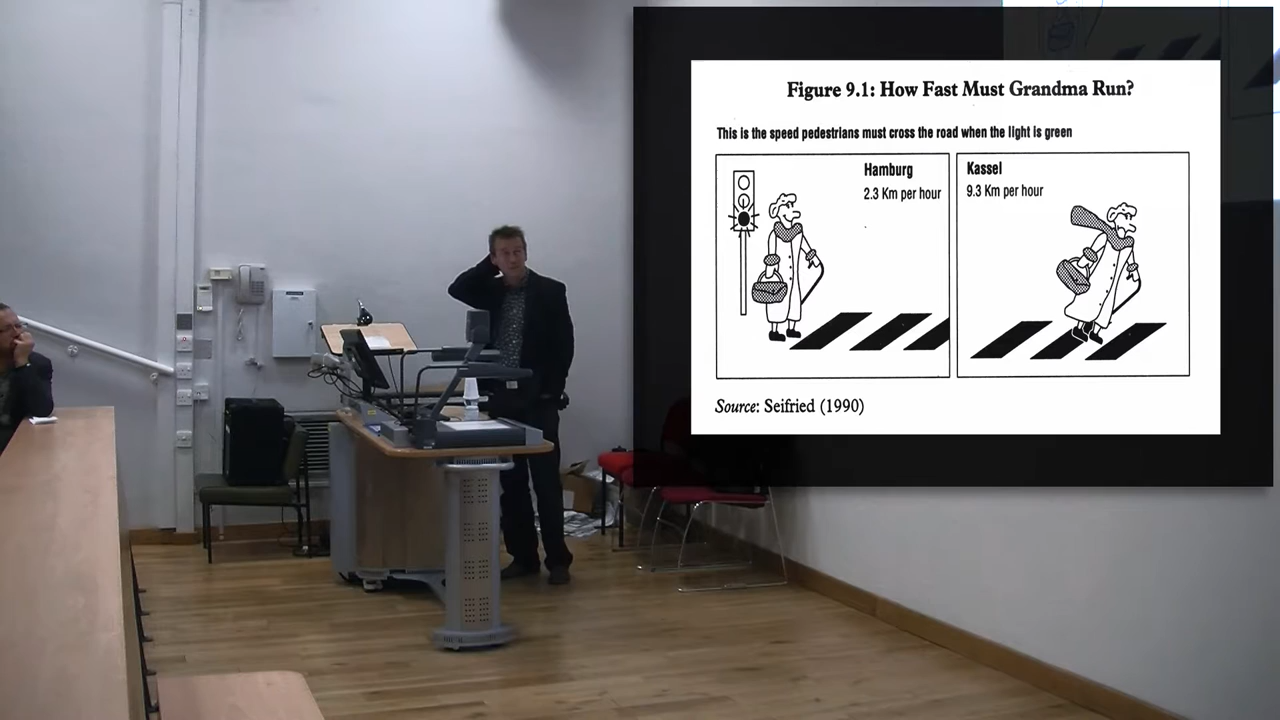 Figure 9.1: How Fast Must Grandma Run?
This is the speed pedestrians must cross the road when the light is green
Hamburg
2.3 Km per hour
Kassel
9.3 Km per hour
Source: Seifried (1990)